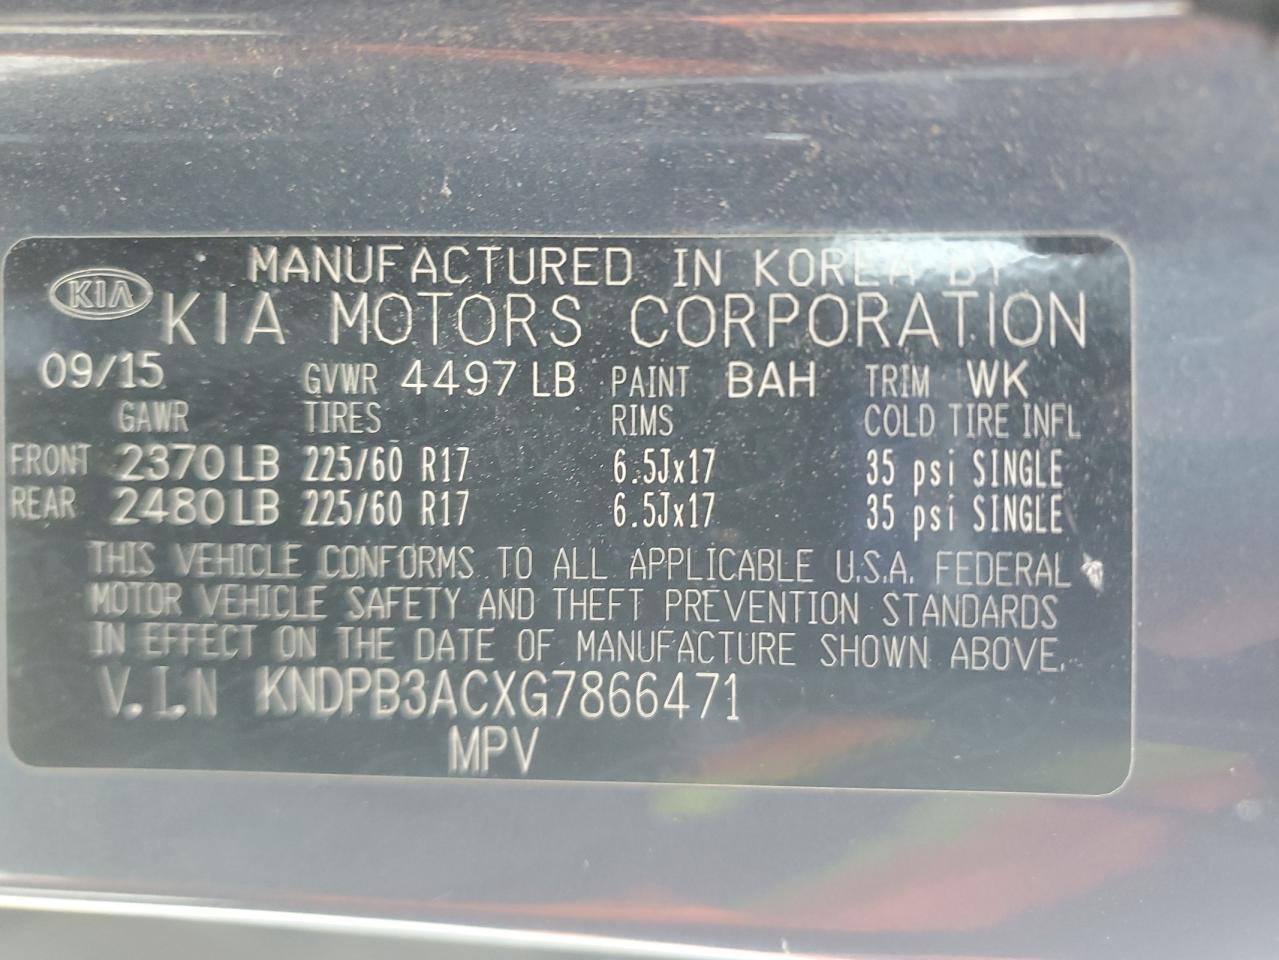 MANUFACTURED IN KOREA BY
KIA
KIA MOTORS CORPORATION
09/15 GVWR 4497 LB PAINT BAH TRIM WK
GAWR TIRES RIMS COLD TIRE INFL
FRONT 2370 LB 225/60 R17 6.5Jx17 35 psi SINGLE
REAR 2480 LB 225/60 R17 6.5Jx17 35 psi SINGLE
THIS VEHICLE CONFORMS TO ALL APPLICABLE U.S.A. FEDERAL
MOTOR VEHICLE SAFETY AND THEFT PREVENTION STANDARDS
IN EFFECT ON THE DATE OF MANUFACTURE SHOWN ABOVE.
V.I.N KNDPB3ACXG7866471
MPV